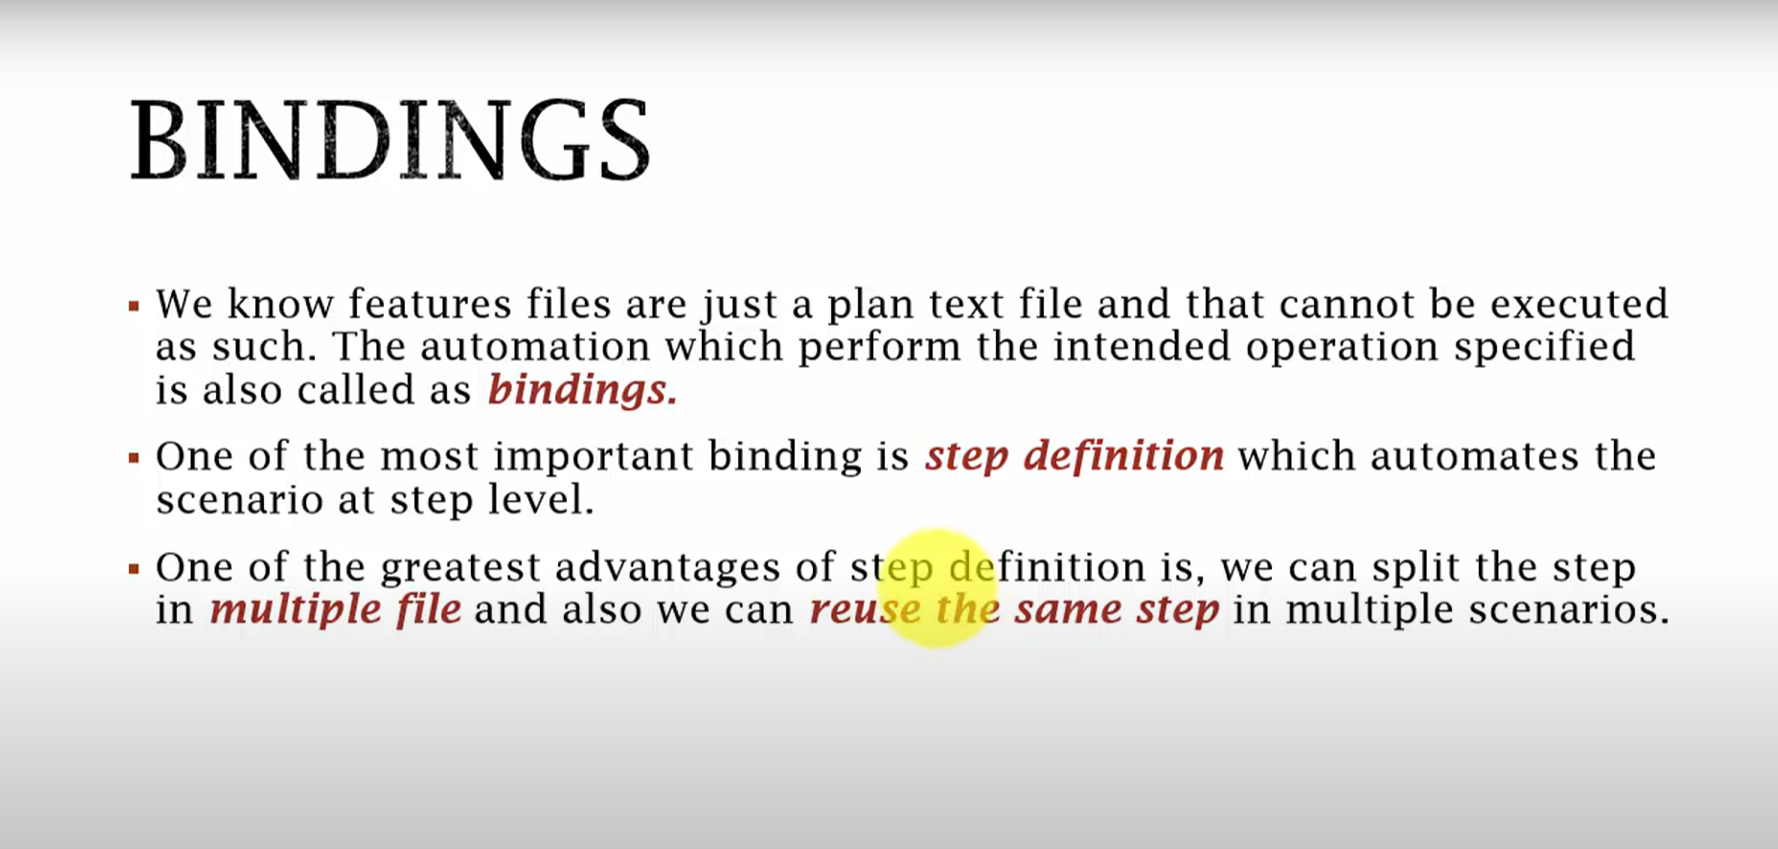 BINDINGS
▪ We know features files are just a plan text file and that cannot be executed
as such. The automation which perform the intended operation specified
is also called as bindings.
▪ One of the most important binding is step definition which automates the
scenario at step level.
▪ One of the greatest advantages of step definition is, we can split the step
in multiple file and also we can reuse the same step in multiple scenarios.